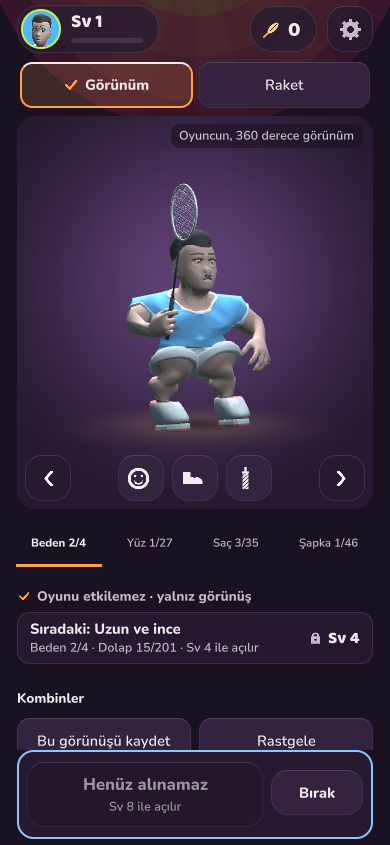 Sv 1
0
Görünüm
Raket
Oyuncun, 360 derece görünüm
Beden 2/4
Yüz 1/27
Saç 3/35
Şapka 1/46
Oyunu etkilemez · yalnız görünüş
Sıradaki: Uzun ve ince
Beden 2/4 · Dolap 15/201 · Sv 4 ile açılır
Sv 4
Kombinler
Bu görünüşü kaydet
Rastgele
Henüz alınamaz
Sv 8 ile açılır
Bırak